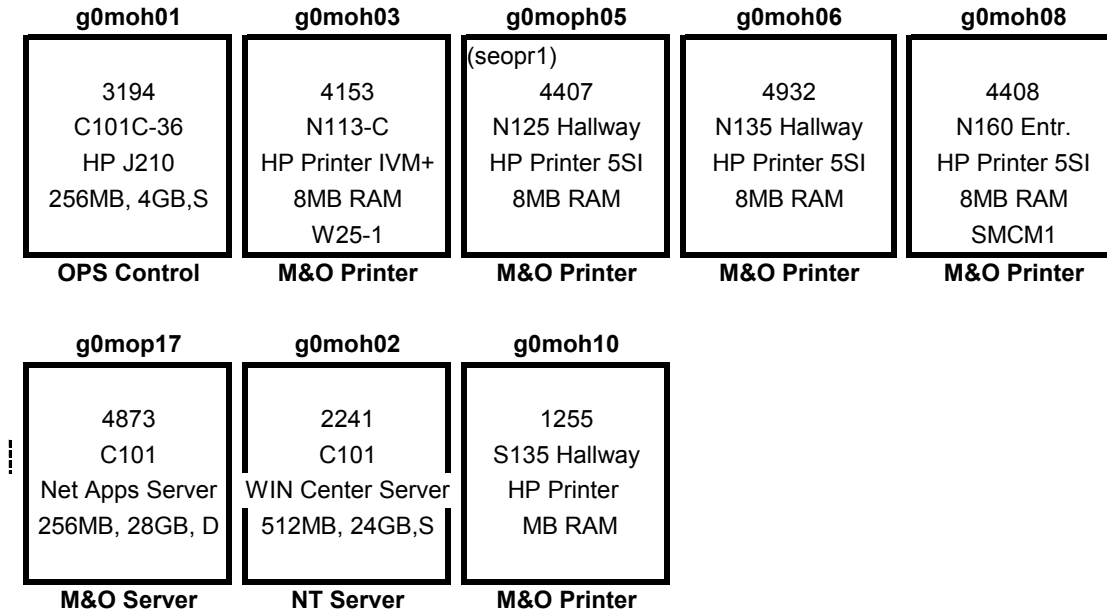 g0moh01 g0moh03 g0moph05 g0moh06 g0moh08
(seopr1)
3194 4153 4407 4932 4408
C101C-36 N113-C N125 Hallway N135 Hallway N160 Entr.
HP J210 HP Printer IVM+ HP Printer 5SI HP Printer 5SI HP Printer 5SI
256MB, 4GB,S 8MB RAM 8MB RAM 8MB RAM 8MB RAM
W25-1 SMCM1
OPS Control M&O Printer M&O Printer M&O Printer M&O Printer
g0mop17 g0moh02 g0moh10
4873 2241 1255
C101 C101 S135 Hallway
Net Apps Server WIN Center Server HP Printer
256MB, 28GB, D 512MB, 24GB,S MB RAM
M&O Server NT Server M&O Printer